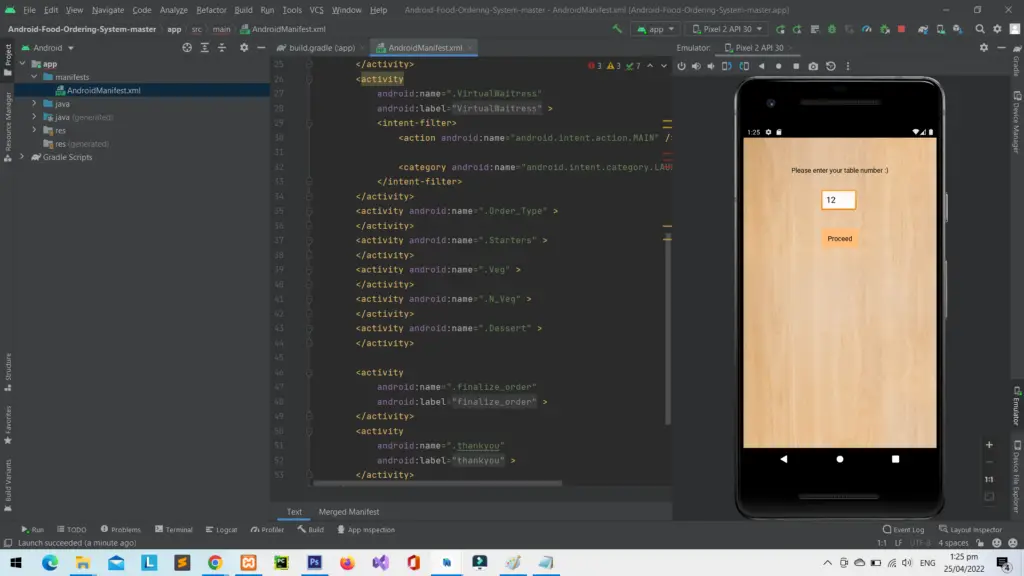 File Edit View Navigate Code Analyze Refactor Build Run Tools VCS Window Help Android-Food-Ordering-System-master - AndroidManifest.xml (Android-Food-Ordering-System-master.app)
Android-Food-Ordering-System-master app src main AndroidManifest.xml
app Pixel 2 API 30
Android
build.gradle (app) AndroidManifest.xml
Emulator: Pixel 2 API 30
Project
Resource Manager
Structure
Favorites
Build Variants
app
manifests
AndroidManifest.xml
java
java (generated)
res
res (generated)
Gradle Scripts
3 3 7
25 </activity>
26 <activity
27 android:name=".VirtualWaitress"
28 android:label="VirtualWaitress" >
29 <intent-filter>
30 <action android:name="android.intent.action.MAIN" /
31
32 <category android:name="android.intent.category.LAU
33 </intent-filter>
34 </activity>
35 <activity android:name=".Order_Type" >
36 </activity>
37 <activity android:name=".Starters" >
38 </activity>
39 <activity android:name=".Veg" >
40 </activity>
41 <activity android:name=".N_Veg" >
42 </activity>
43 <activity android:name=".Dessert" >
44 </activity>
45
46 <activity
47 android:name=".finalize_order"
48 android:label="finalize_order" >
49 </activity>
50 <activity
51 android:name=".thankyou"
52 android:label="thankyou" >
53 </activity>
Text Merged Manifest
1:25
Please enter your table number :)
12
Proceed
1:1
Gradle
Device Manager
Emulator
Device File Explorer
Run TODO Problems Terminal Logcat Profiler Build App Inspection Event Log Layout Inspector
Launch succeeded (a minute ago) 1:1 LF UTF-8 4 spaces
ENG
1:25 pm
25/04/2022
4